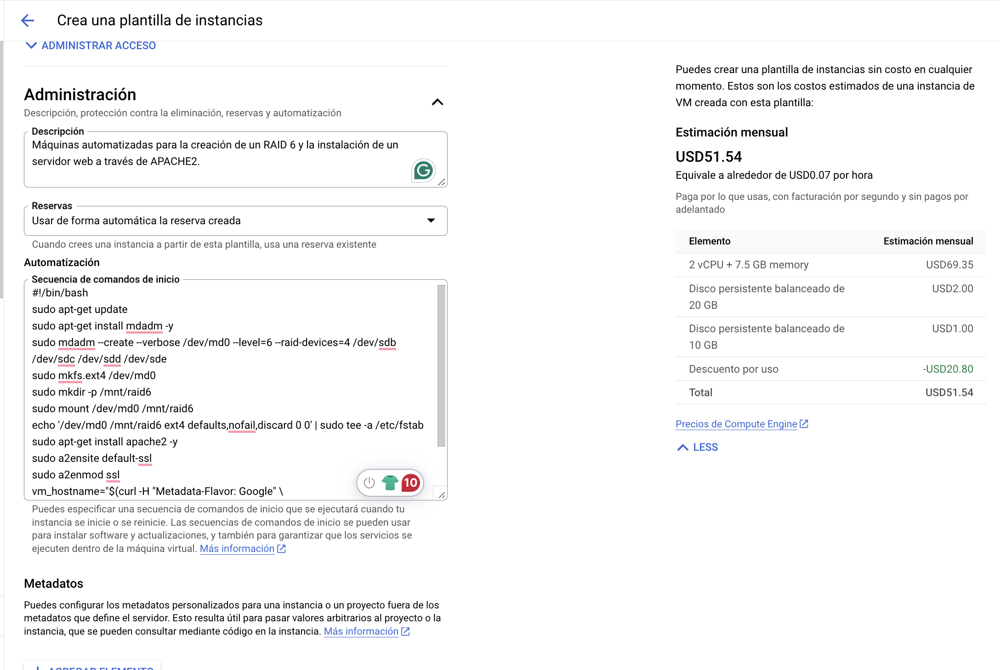 Crea una plantilla de instancias
ADMINISTRAR ACCESO
Administración
Descripción, protección contra la eliminación, reservas y automatización
Descripción
Máquinas automatizadas para la creación de un RAID 6 y la instalación de un
servidor web a través de APACHE2.
Reservas
Usar de forma automática la reserva creada
Cuando crees una instancia a partir de esta plantilla, usa una reserva existente
Automatización
Secuencia de comandos de inicio
#!/bin/bash
sudo apt-get update
sudo apt-get install mdadm -y
sudo mdadm --create --verbose /dev/md0 --level=6 --raid-devices=4 /dev/sdb
/dev/sdc /dev/sdd /dev/sde
sudo mkfs.ext4 /dev/md0
sudo mkdir -p /mnt/raid6
sudo mount /dev/md0 /mnt/raid6
echo '/dev/md0 /mnt/raid6 ext4 defaults,nofail,discard 0 0' | sudo tee -a /etc/fstab
sudo apt-get install apache2 -y
sudo a2ensite default-ssl
sudo a2enmod ssl
vm_hostname="$(curl -H "Metadata-Flavor: Google" \
10
Puedes especificar una secuencia de comandos de inicio que se ejecutará cuando tu
instancia se inicie o se reinicie. Las secuencias de comandos de inicio se pueden usar
para instalar software y actualizaciones, y también para garantizar que los servicios se
ejecuten dentro de la máquina virtual. Más información
Metadatos
Puedes configurar los metadatos personalizados para una instancia o un proyecto fuera de los
metadatos que define el servidor. Esto resulta útil para pasar valores arbitrarios al proyecto o la
instancia, que se pueden consultar mediante código en la instancia. Más información
+ AGREGAR ELEMENTO
Puedes crear una plantilla de instancias sin costo en cualquier
momento. Estos son los costos estimados de una instancia de
VM creada con esta plantilla:
Estimación mensual
USD51.54
Equivale a alrededor de USD0.07 por hora
Paga por lo que usas, con facturación por segundo y sin pagos por
adelantado
Elemento Estimación mensual
2 vCPU + 7.5 GB memory USD69.35
Disco persistente balanceado de USD2.00
20 GB
Disco persistente balanceado de USD1.00
10 GB
Descuento por uso -USD20.80
Total USD51.54
Precios de Compute Engine
LESS